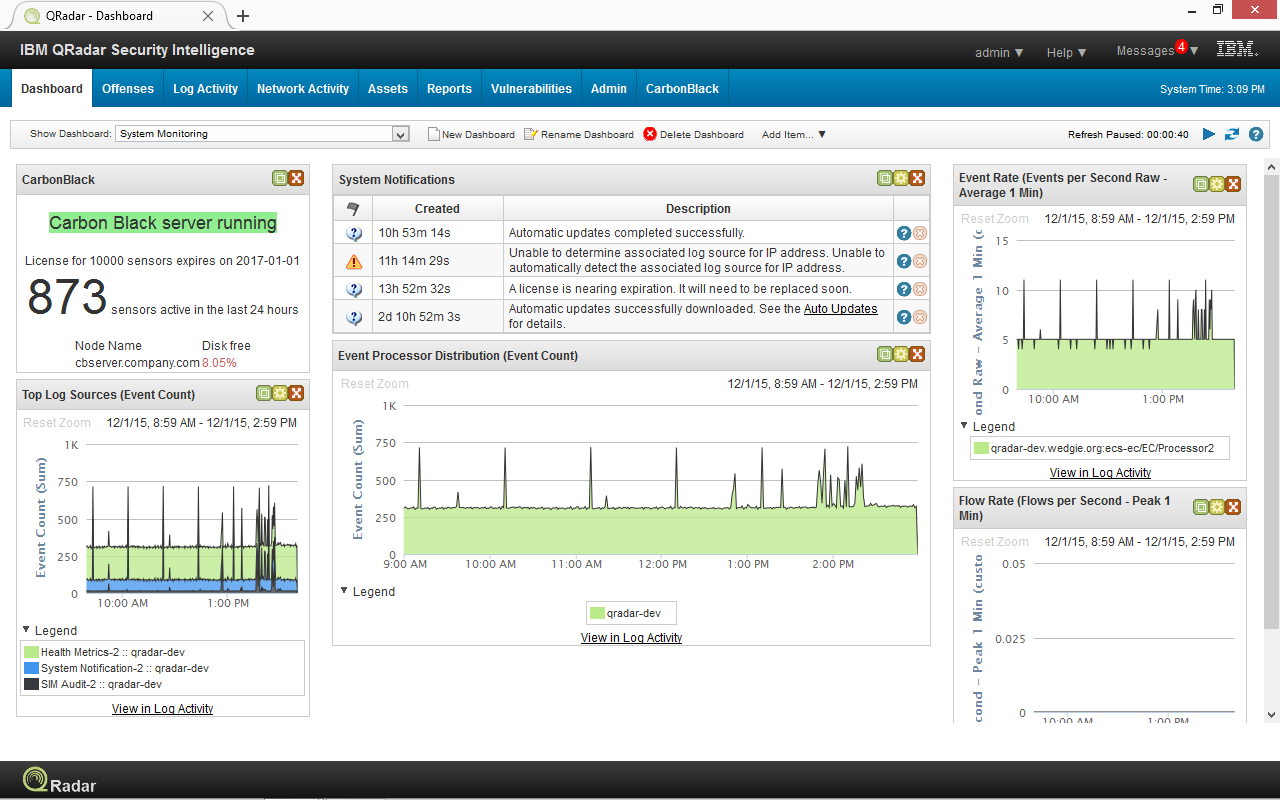 QRadar - Dashboard
IBM QRadar Security Intelligence
admin ▼ Help ▼ Messages 4 ▼ IBM.
Dashboard Offenses Log Activity Network Activity Assets Reports Vulnerabilities Admin CarbonBlack System Time: 3:09 PM
Show Dashboard: System Monitoring New Dashboard Rename Dashboard Delete Dashboard Add Item... ▼ Refresh Paused: 00:00:40
CarbonBlack
Carbon Black server running
License for 10000 sensors expires on 2017-01-01
873 sensors active in the last 24 hours
Node Name Disk free
cbserver.company.com 8.05%
Top Log Sources (Event Count)
Reset Zoom 12/1/15, 8:59 AM - 12/1/15, 2:59 PM
Event Count (Sum)
1K
750
500
250
0
10:00 AM 1:00 PM
Legend
Health Metrics-2 :: qradar-dev
System Notification-2 :: qradar-dev
SIM Audit-2 :: qradar-dev
View in Log Activity
System Notifications
Created Description
10h 53m 14s Automatic updates completed successfully.
11h 14m 29s Unable to determine associated log source for IP address. Unable to
automatically detect the associated log source for IP address.
13h 52m 32s A license is nearing expiration. It will need to be replaced soon.
2d 10h 52m 3s Automatic updates successfully downloaded. See the Auto Updates
for details.
Event Processor Distribution (Event Count)
Reset Zoom 12/1/15, 8:59 AM - 12/1/15, 2:59 PM
Event Count (Sum)
1K
750
500
250
0
9:00 AM 10:00 AM 11:00 AM 12:00 PM 1:00 PM 2:00 PM
Legend
qradar-dev
View in Log Activity
Event Rate (Events per Second Raw -
Average 1 Min)
Reset Zoom 12/1/15, 8:59 AM - 12/1/15, 2:59 PM
ond Raw - Average 1 Min (c
15
10
5
0
10:00 AM 1:00 PM
Legend
qradar-dev.wedgie.org:ecs-ec/EC/Processor2
View in Log Activity
Flow Rate (Flows per Second - Peak 1
Min)
Reset Zoom 12/1/15, 8:59 AM - 12/1/15, 2:59 PM
cond - Peak 1 Min (custo
0.05
0.025
0
10:00 AM 1:00 PM
QRadar